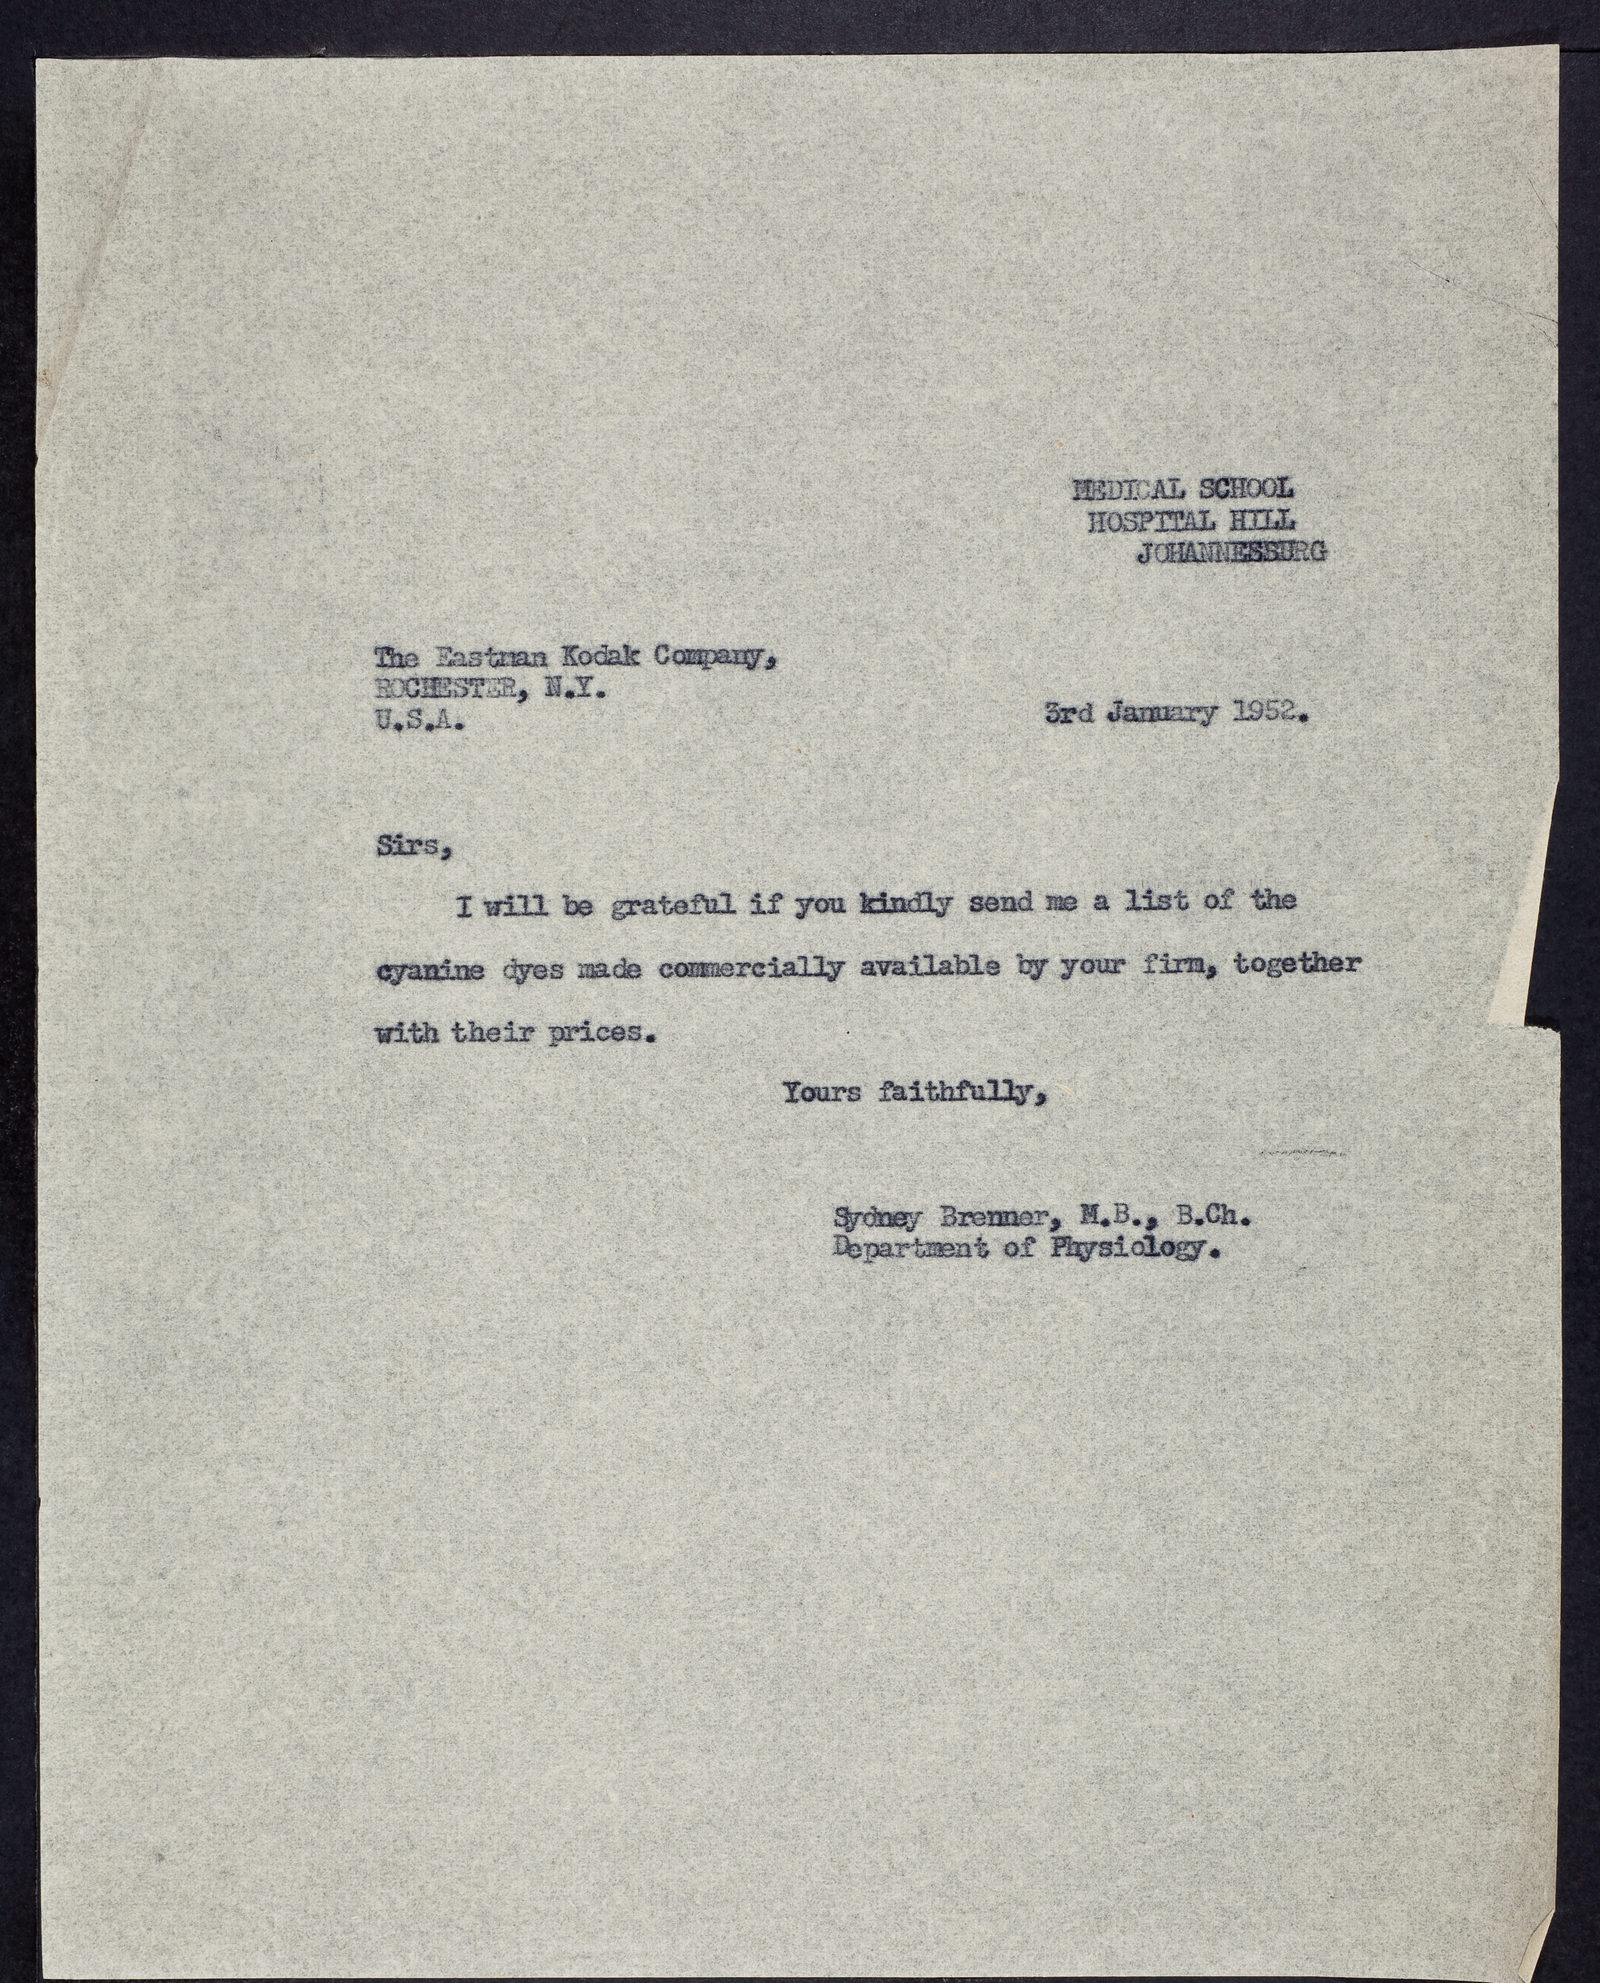 MEDICAL SCHOOL
HOSPITAL HILL
JOHANNESBURG
The Eastman Kodak Company,
ROCHESTER, N.Y.
U.S.A.
3rd January 1952.
Sirs,
I will be grateful if you kindly send me a list of the
cyanine dyes made commercially available by your firm, together
with their prices.
Yours faithfully,
Sydney Brenner, M.B., B.Ch.
Department of Physiology.